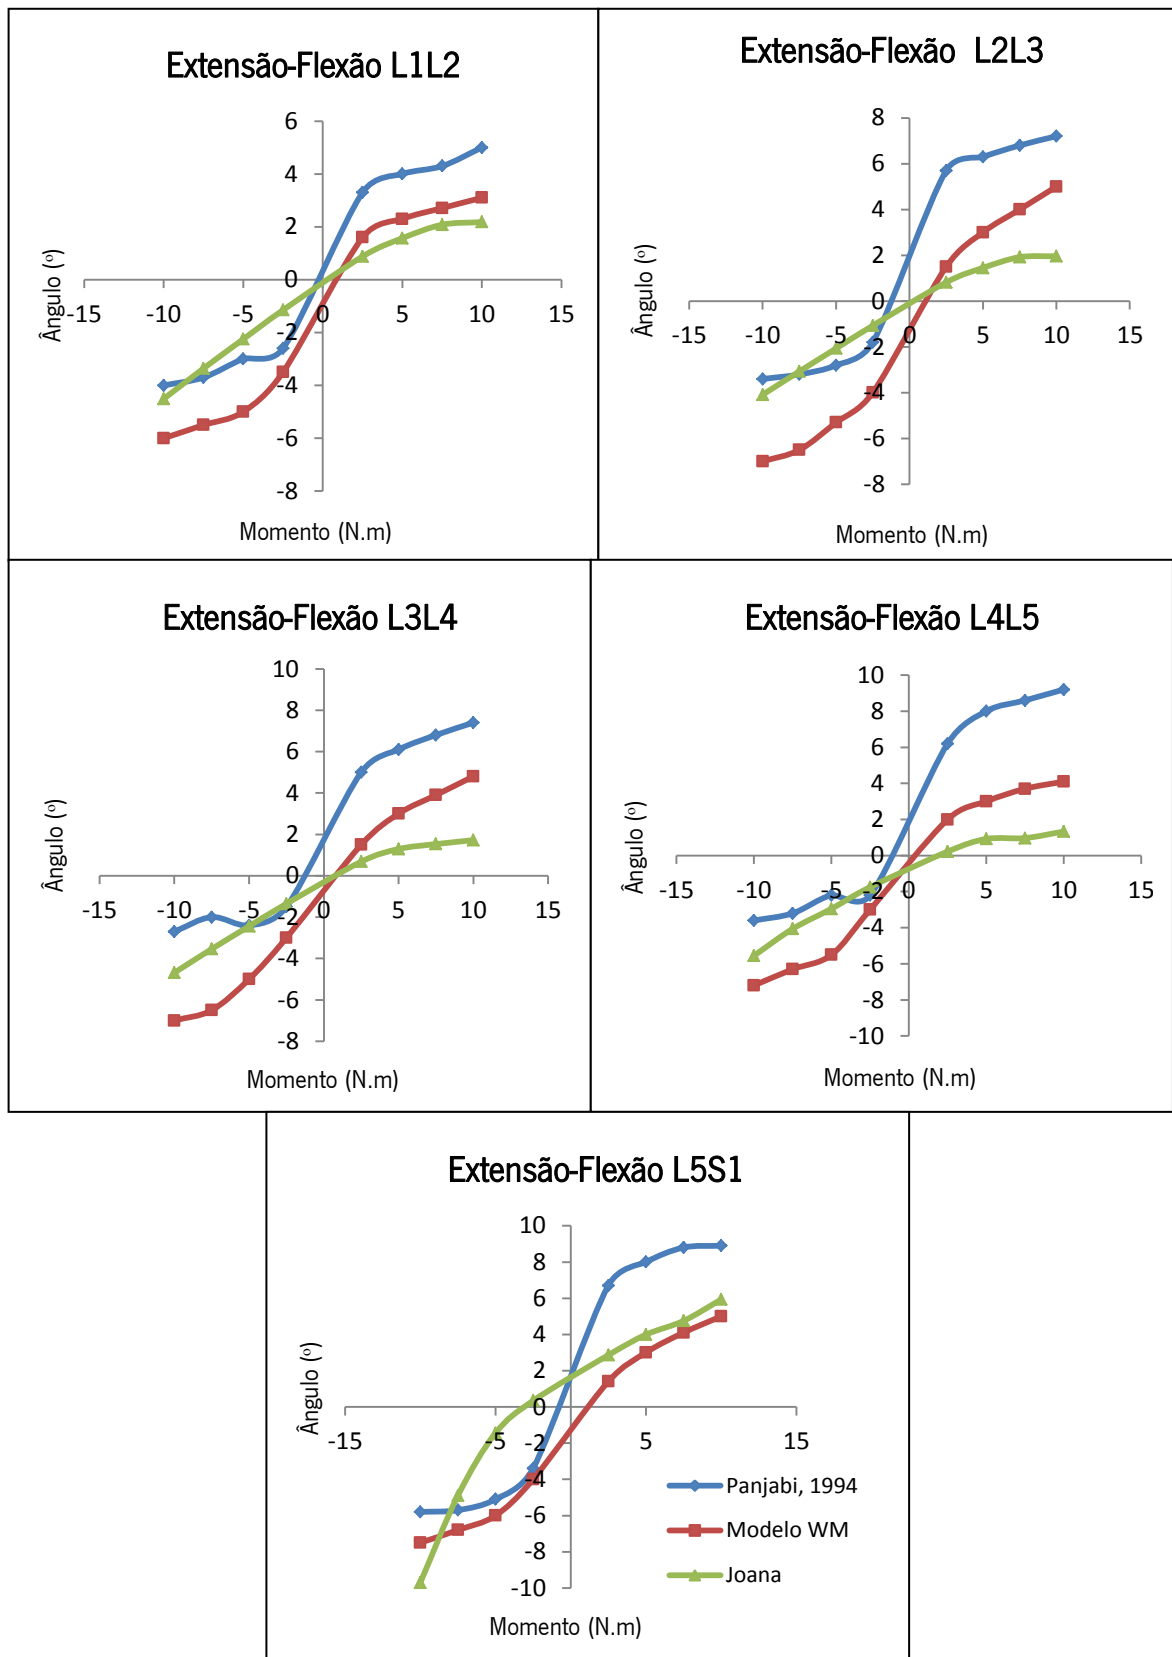 Extensão-Flexão L1L2
6
4
2
0
-15 -10 -5 0 5 10 15
-2
-4
-6
-8
Ângulo (º)
Momento (N.m)
Extensão-Flexão L2L3
8
6
4
2
0
-15 -10 -5 0 5 10 15
-2
-4
-6
-8
Ângulo (º)
Momento (N.m)
Extensão-Flexão L3L4
10
8
6
4
2
0
-15 -10 -5 0 5 10 15
-2
-4
-6
-8
Ângulo (º)
Momento (N.m)
Extensão-Flexão L4L5
10
8
6
4
2
0
-15 -10 -5 0 5 10 15
-2
-4
-6
-8
-10
Ângulo (º)
Momento (N.m)
Extensão-Flexão L5S1
10
8
6
4
2
0
-15 -5 5 15
-2
-4
-6
-8
-10
Ângulo (º)
Panjabi, 1994
Modelo WM
Joana
Momento (N.m)